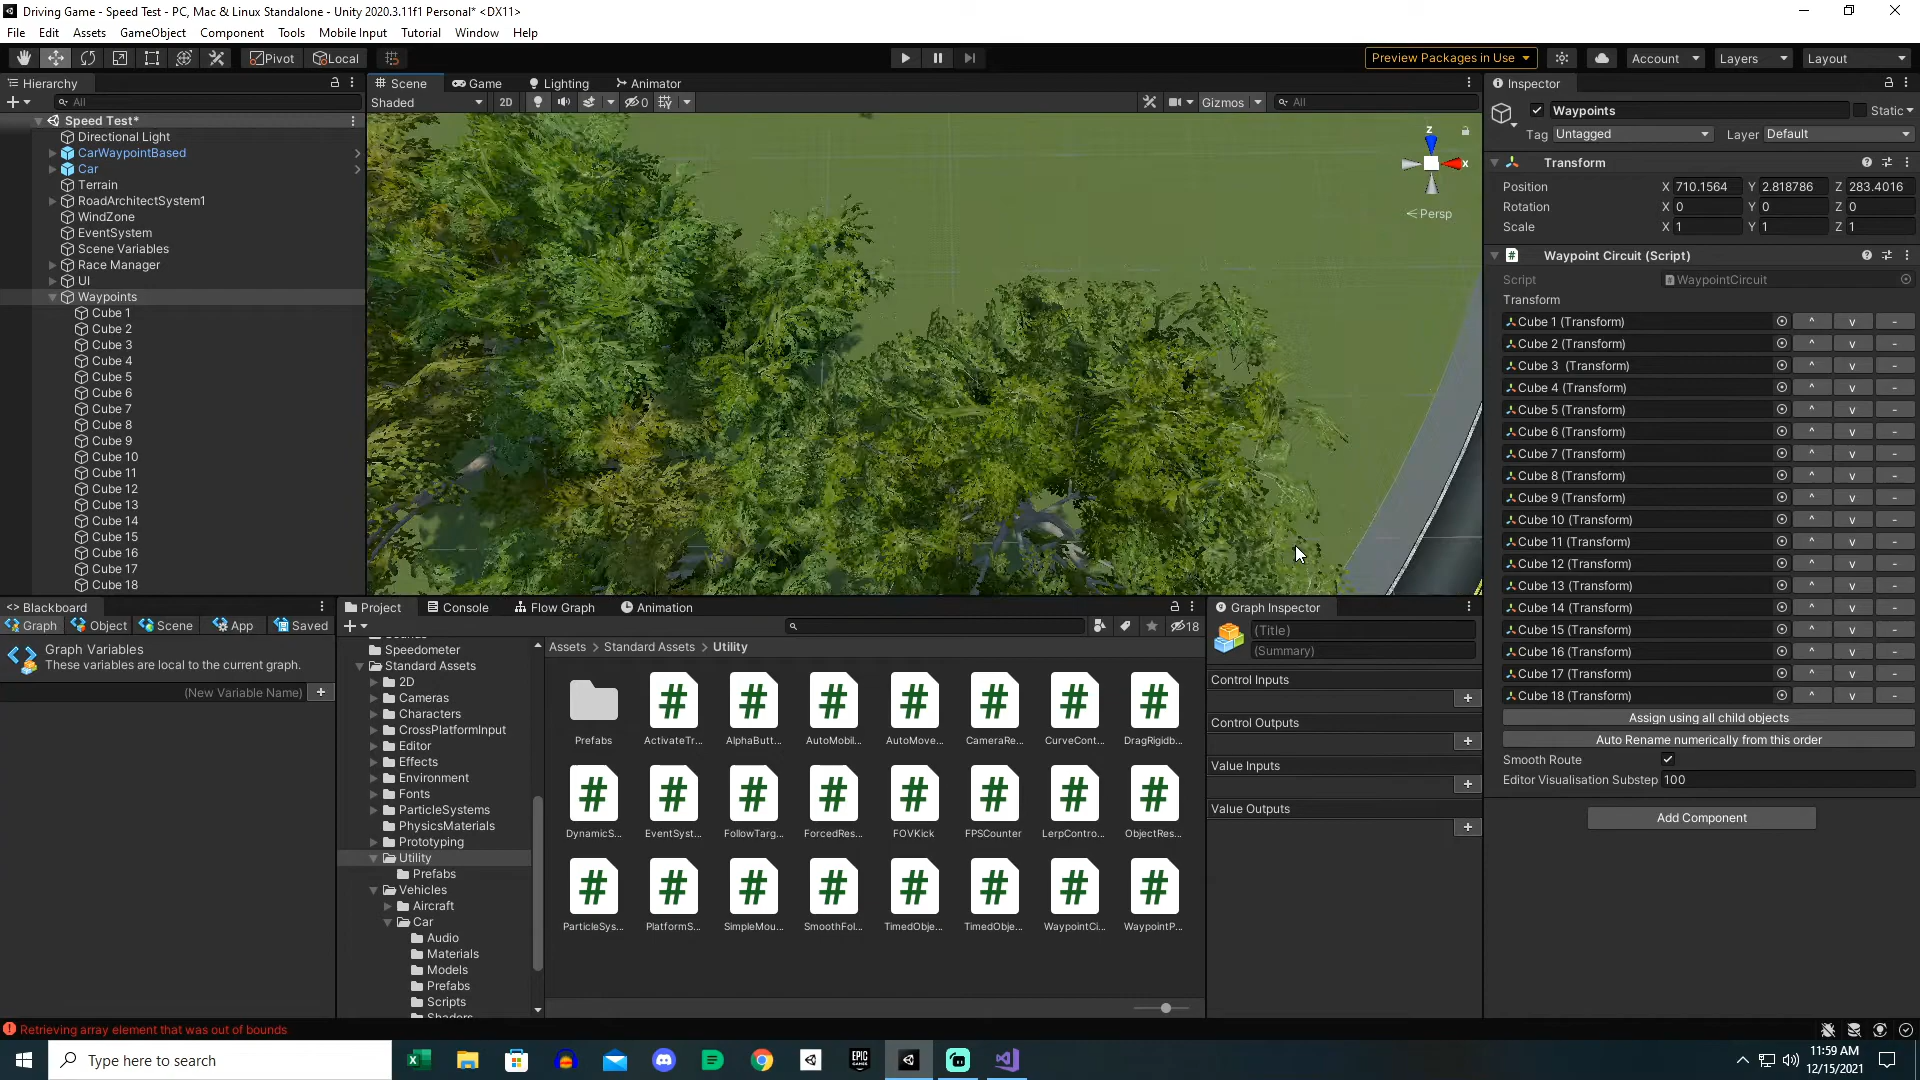 Driving Game - Speed Test - PC, Mac & Linux Standalone - Unity 2020.3.11f1 Personal* <DX11>
File Edit Assets GameObject Component Tools Mobile Input Tutorial Window Help
Pivot Local Preview Packages in Use Account Layers Layout
Hierarchy
All
Speed Test*
Directional Light
CarWaypointBased
Car
Terrain
RoadArchitectSystem1
WindZone
EventSystem
Scene Variables
Race Manager
UI
Waypoints
Cube 1
Cube 2
Cube 3
Cube 4
Cube 5
Cube 6
Cube 7
Cube 8
Cube 9
Cube 10
Cube 11
Cube 12
Cube 13
Cube 14
Cube 15
Cube 16
Cube 17
Cube 18
Scene Game Lighting Animator
Shaded 2D 0 Gizmos All
z
x
Persp
Inspector
Waypoints Static
Tag Untagged Layer Default
Transform
Position X 710.1564 Y 2.818786 Z 283.4016
Rotation X 0 Y 0 Z 0
Scale X 1 Y 1 Z 1
# Waypoint Circuit (Script)
Script WaypointCircuit
Transform
Cube 1 (Transform) ^ v -
Cube 2 (Transform) ^ v -
Cube 3 (Transform) ^ v -
Cube 4 (Transform) ^ v -
Cube 5 (Transform) ^ v -
Cube 6 (Transform) ^ v -
Cube 7 (Transform) ^ v -
Cube 8 (Transform) ^ v -
Cube 9 (Transform) ^ v -
Cube 10 (Transform) ^ v -
Cube 11 (Transform) ^ v -
Cube 12 (Transform) ^ v -
Cube 13 (Transform) ^ v -
Cube 14 (Transform) ^ v -
Cube 15 (Transform) ^ v -
Cube 16 (Transform) ^ v -
Cube 17 (Transform) ^ v -
Cube 18 (Transform) ^ v -
Assign using all child objects
Auto Rename numerically from this order
Smooth Route
Editor Visualisation Substep 100
Add Component
<> Blackboard
Graph Object Scene App Saved
Graph Variables
These variables are local to the current graph.
(New Variable Name) +
Project Console Flow Graph Animation
18
Speedometer
Standard Assets
2D
Cameras
Characters
CrossPlatformInput
Editor
Effects
Environment
Fonts
ParticleSystems
PhysicsMaterials
Prototyping
Utility
Prefabs
Vehicles
Aircraft
Car
Audio
Materials
Models
Prefabs
Scripts
Assets > Standard Assets > Utility
Prefabs ActivateTr... AlphaButt... AutoMobil... AutoMove... CameraRe... CurveCont... DragRigidb...
DynamicS... EventSyst... FollowTarg... ForcedRes... FOVKick FPSCounter LerpContro... ObjectRes...
ParticleSys... PlatformS... SimpleMou... SmoothFol... TimedObje... TimedObje... WaypointCi... WaypointP...
Graph Inspector
(Title)
(Summary)
Control Inputs
Control Outputs
Value Inputs
Value Outputs
Retrieving array element that was out of bounds
Type here to search
EPIC GAMES
11:59 AM
12/15/2021